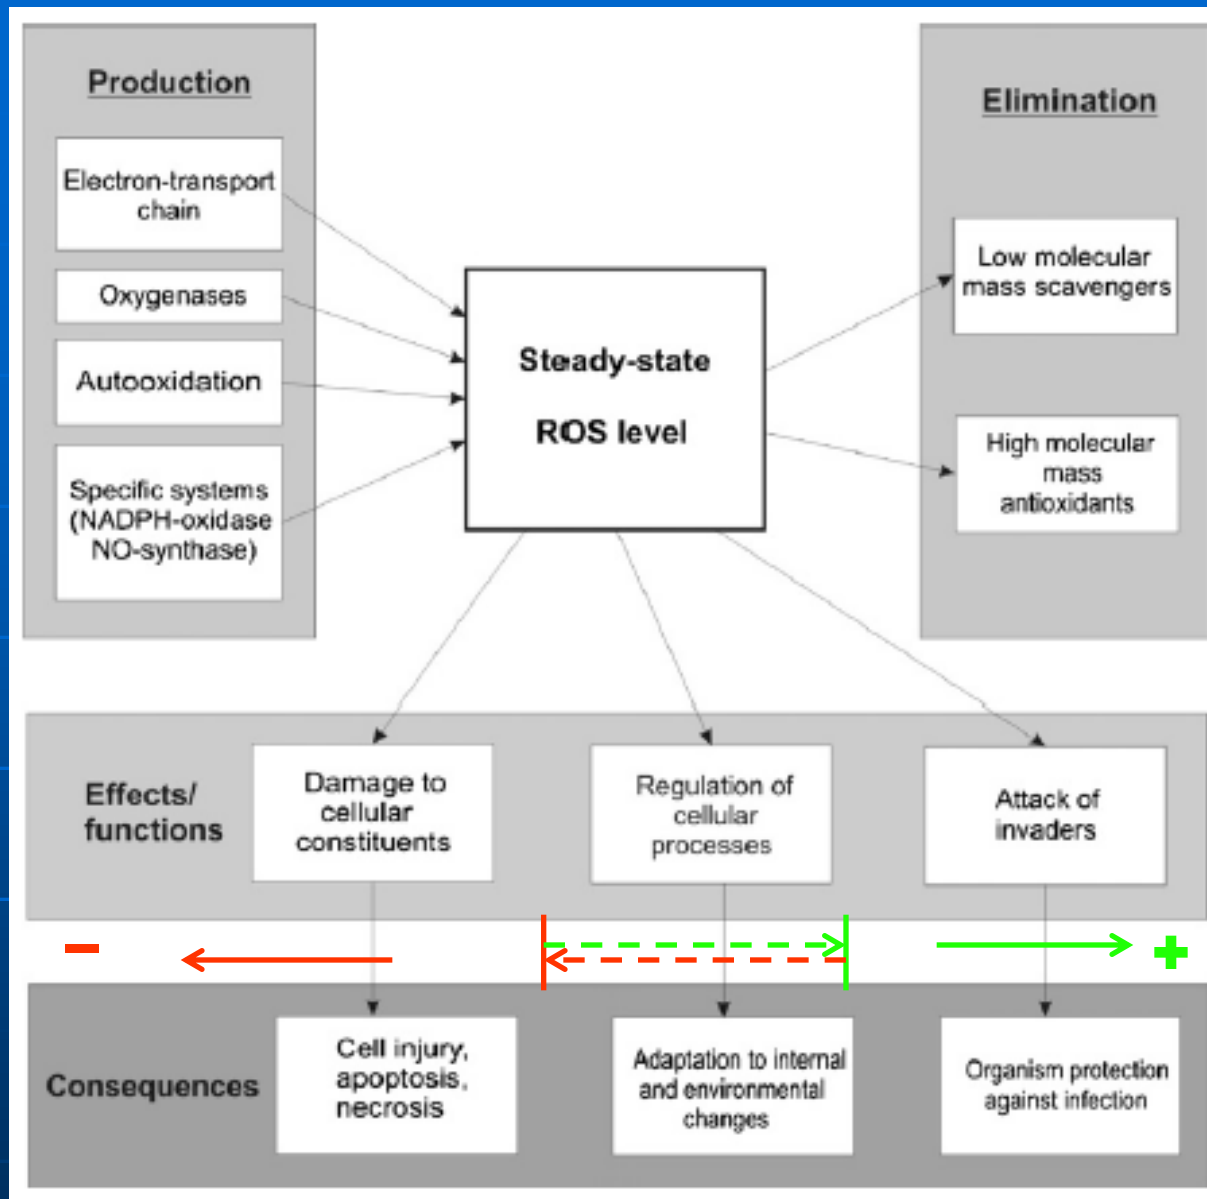 Production
Electron-transport
chain
Oxygenases
Autooxidation
Specific systems
(NADPH-oxidase
NO-synthase)
Steady-state
ROS level
Elimination
Low molecular
mass scavengers
High molecular
mass
antioxidants
Effects/
functions
Damage to
cellular
constituents
Regulation of
cellular
processes
Attack of
invaders
- +
Consequences
Cell injury,
apoptosis,
necrosis
Adaptation to internal
and environmental
changes
Organism protection
against infection